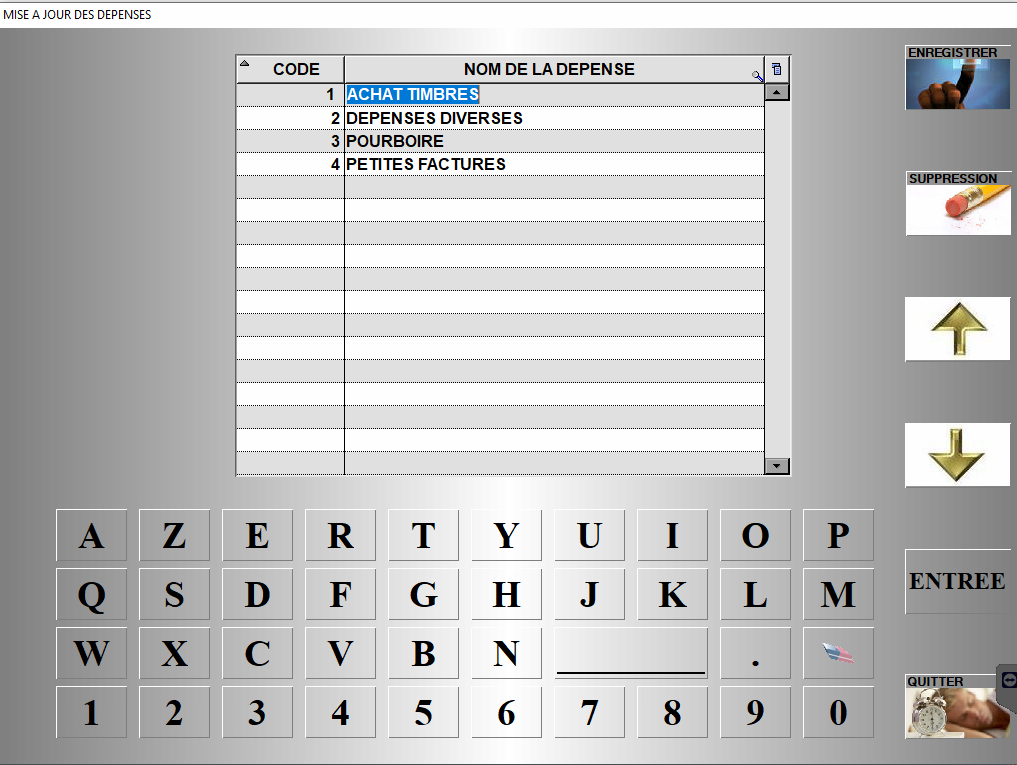 MISE A JOUR DES DEPENSES
CODE NOM DE LA DEPENSE
1 ACHAT TIMBRES
2 DEPENSES DIVERSES
3 POURBOIRE
4 PETITES FACTURES
ENREGISTRER
SUPPRESSION
ENTREE
QUITTER
A Z E R T Y U I O P
Q S D F G H J K L M
W X C V B N .
1 2 3 4 5 6 7 8 9 0